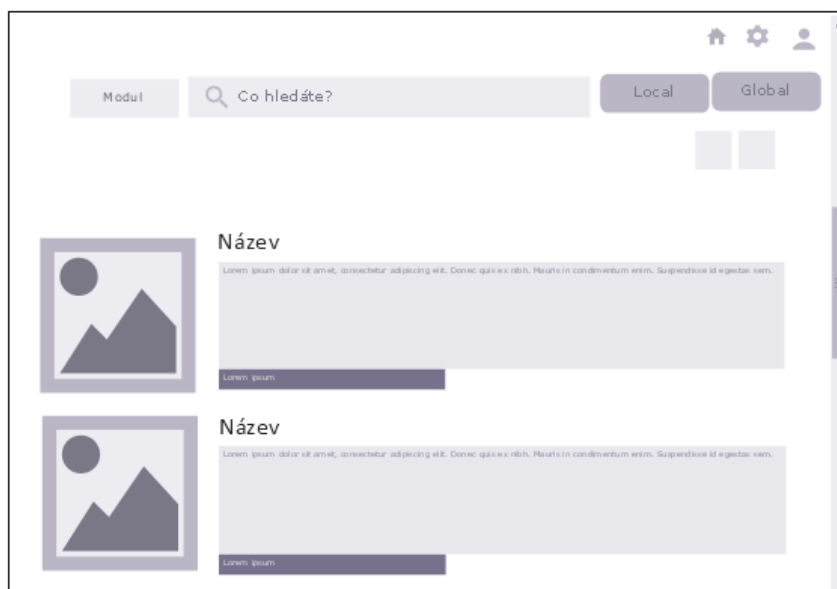 Modul
Co hledáte?
Local
Global
Název
Lorem ipsum dolor sit amet, consectetur adipiscing elit. Donec quis ex nibh. Mauris in condimentum enim. Suspendisse id egestas sem.
Lorem ipsum
Název
Lorem ipsum dolor sit amet, consectetur adipiscing elit. Donec quis ex nibh. Mauris in condimentum enim. Suspendisse id egestas sem.
Lorem ipsum